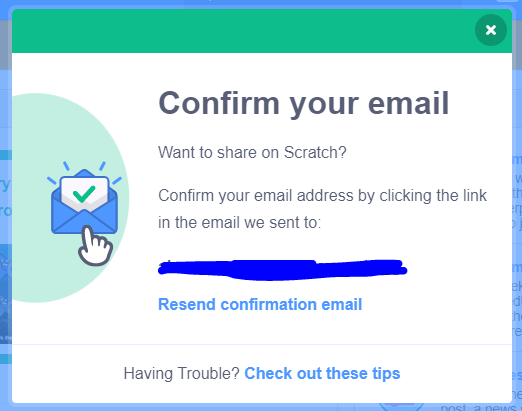 Confirm your email
Want to share on Scratch?
Confirm your email address by clicking the link
in the email we sent to:
Resend confirmation email
Having Trouble? Check out these tips